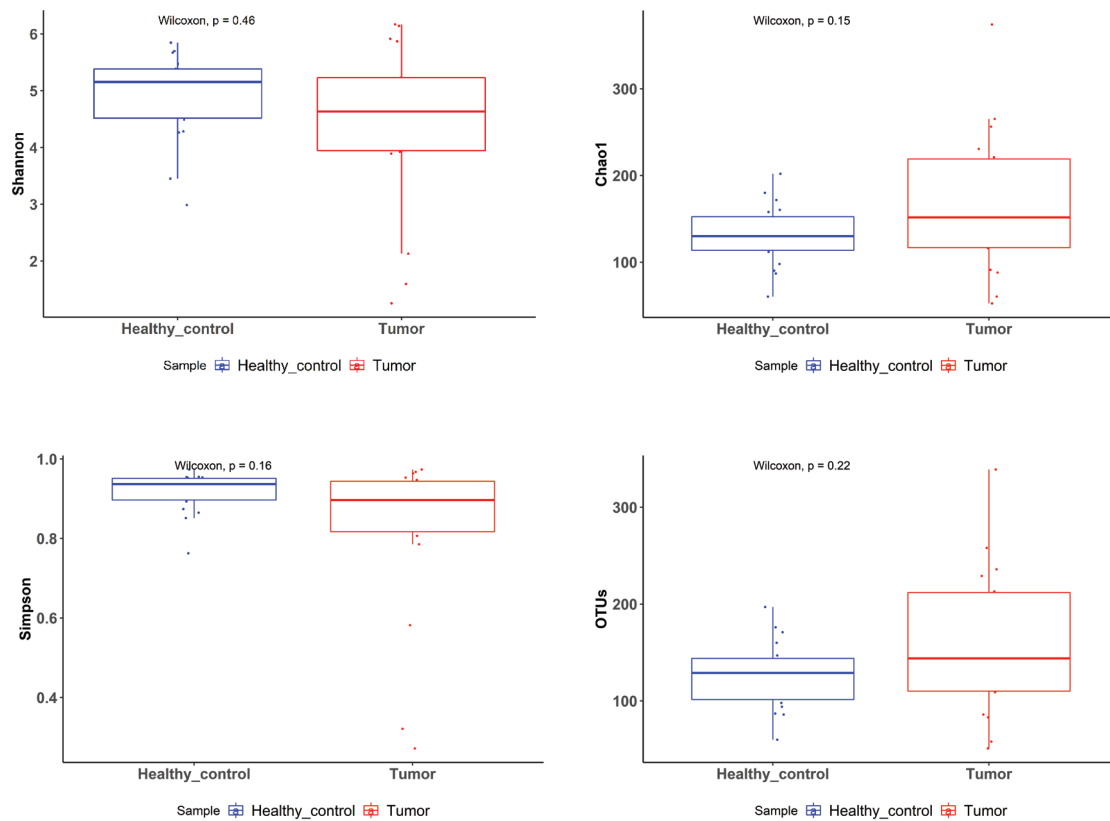 Wilcoxon, p = 0.46
6
5
4
3
2
Shannon
Healthy_control Tumor
Sample a Healthy_control a Tumor
Wilcoxon, p = 0.15
300
200
100
Chao1
Healthy_control Tumor
Sample a Healthy_control a Tumor
Wilcoxon, p = 0.16
1.0
0.8
0.6
0.4
Simpson
Healthy_control Tumor
Sample a Healthy_control a Tumor
Wilcoxon, p = 0.22
300
200
100
OTUs
Healthy_control Tumor
Sample a Healthy_control a Tumor